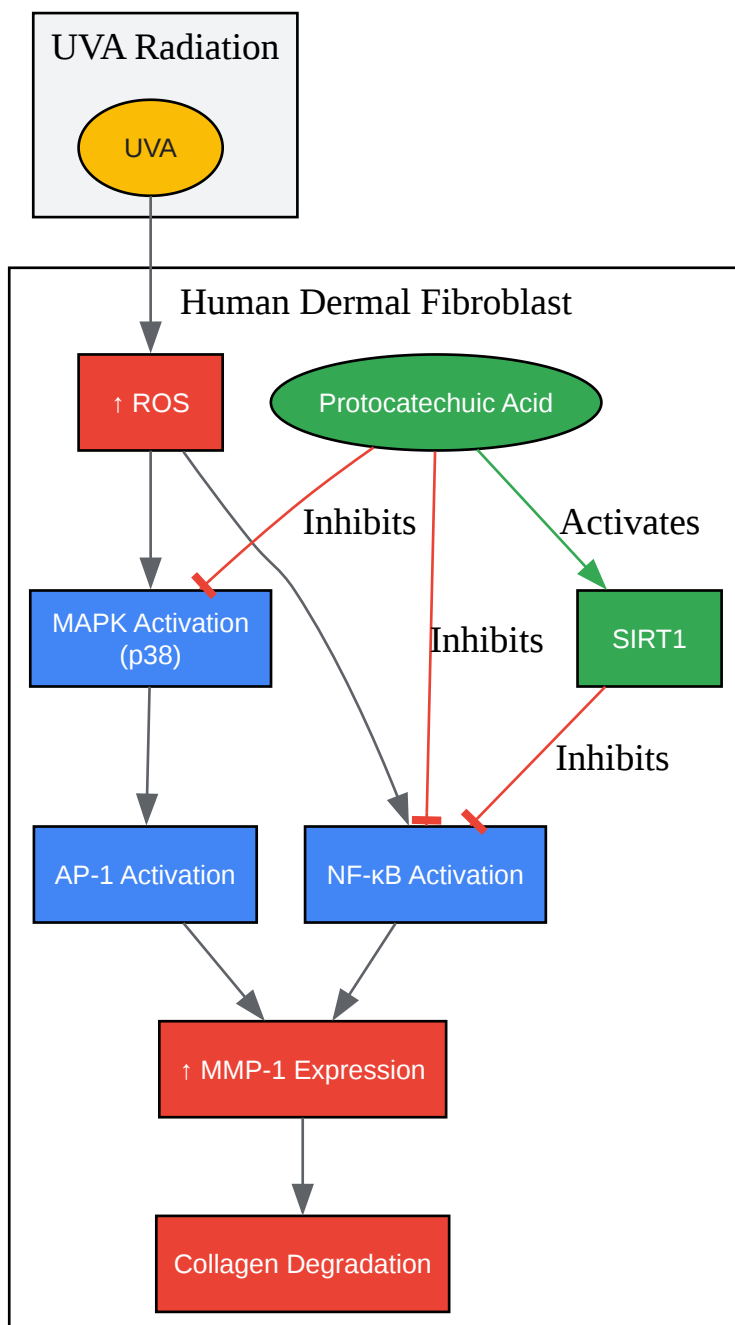 UVA Radiation
UVA
Human Dermal Fibroblast
↑ ROS
Protocatechuic Acid
Inhibits
Activates
MAPK Activation
(p38)
Inhibits
SIRT1
Inhibits
AP-1 Activation
NF-κB Activation
↑ MMP-1 Expression
Collagen Degradation